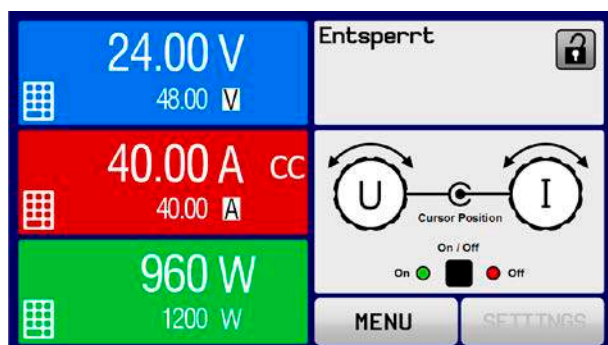 24.00 V
48.00 V
40.00 A CC
40.00 A
960 W
1200 W
Entsperrt
U
I
Cursor Position
On / Off
On
Off
MENU
SETTINGS